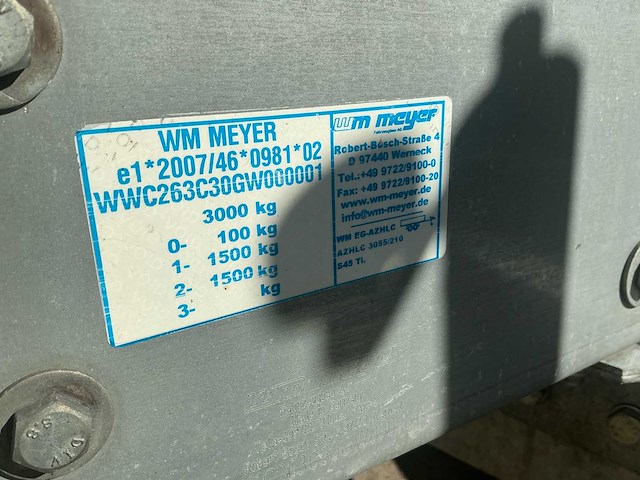 WM MEYER
e1*2007/46*0981*02
WWC263C30GW000001
3000 kg
0- 100 kg
1- 1500 kg
2- 1500 kg
3- kg
wm meyer
Robert-Bosch-Straße 4
D 97440 Werneck
Tel.:+49 9722/9100-0
Fax: +49 9722/9100-20
www.wm-meyer.de
info@wm-meyer.de
WM EG-AZHLC
AZHLC 3055/210
S45 Ti.
8.8